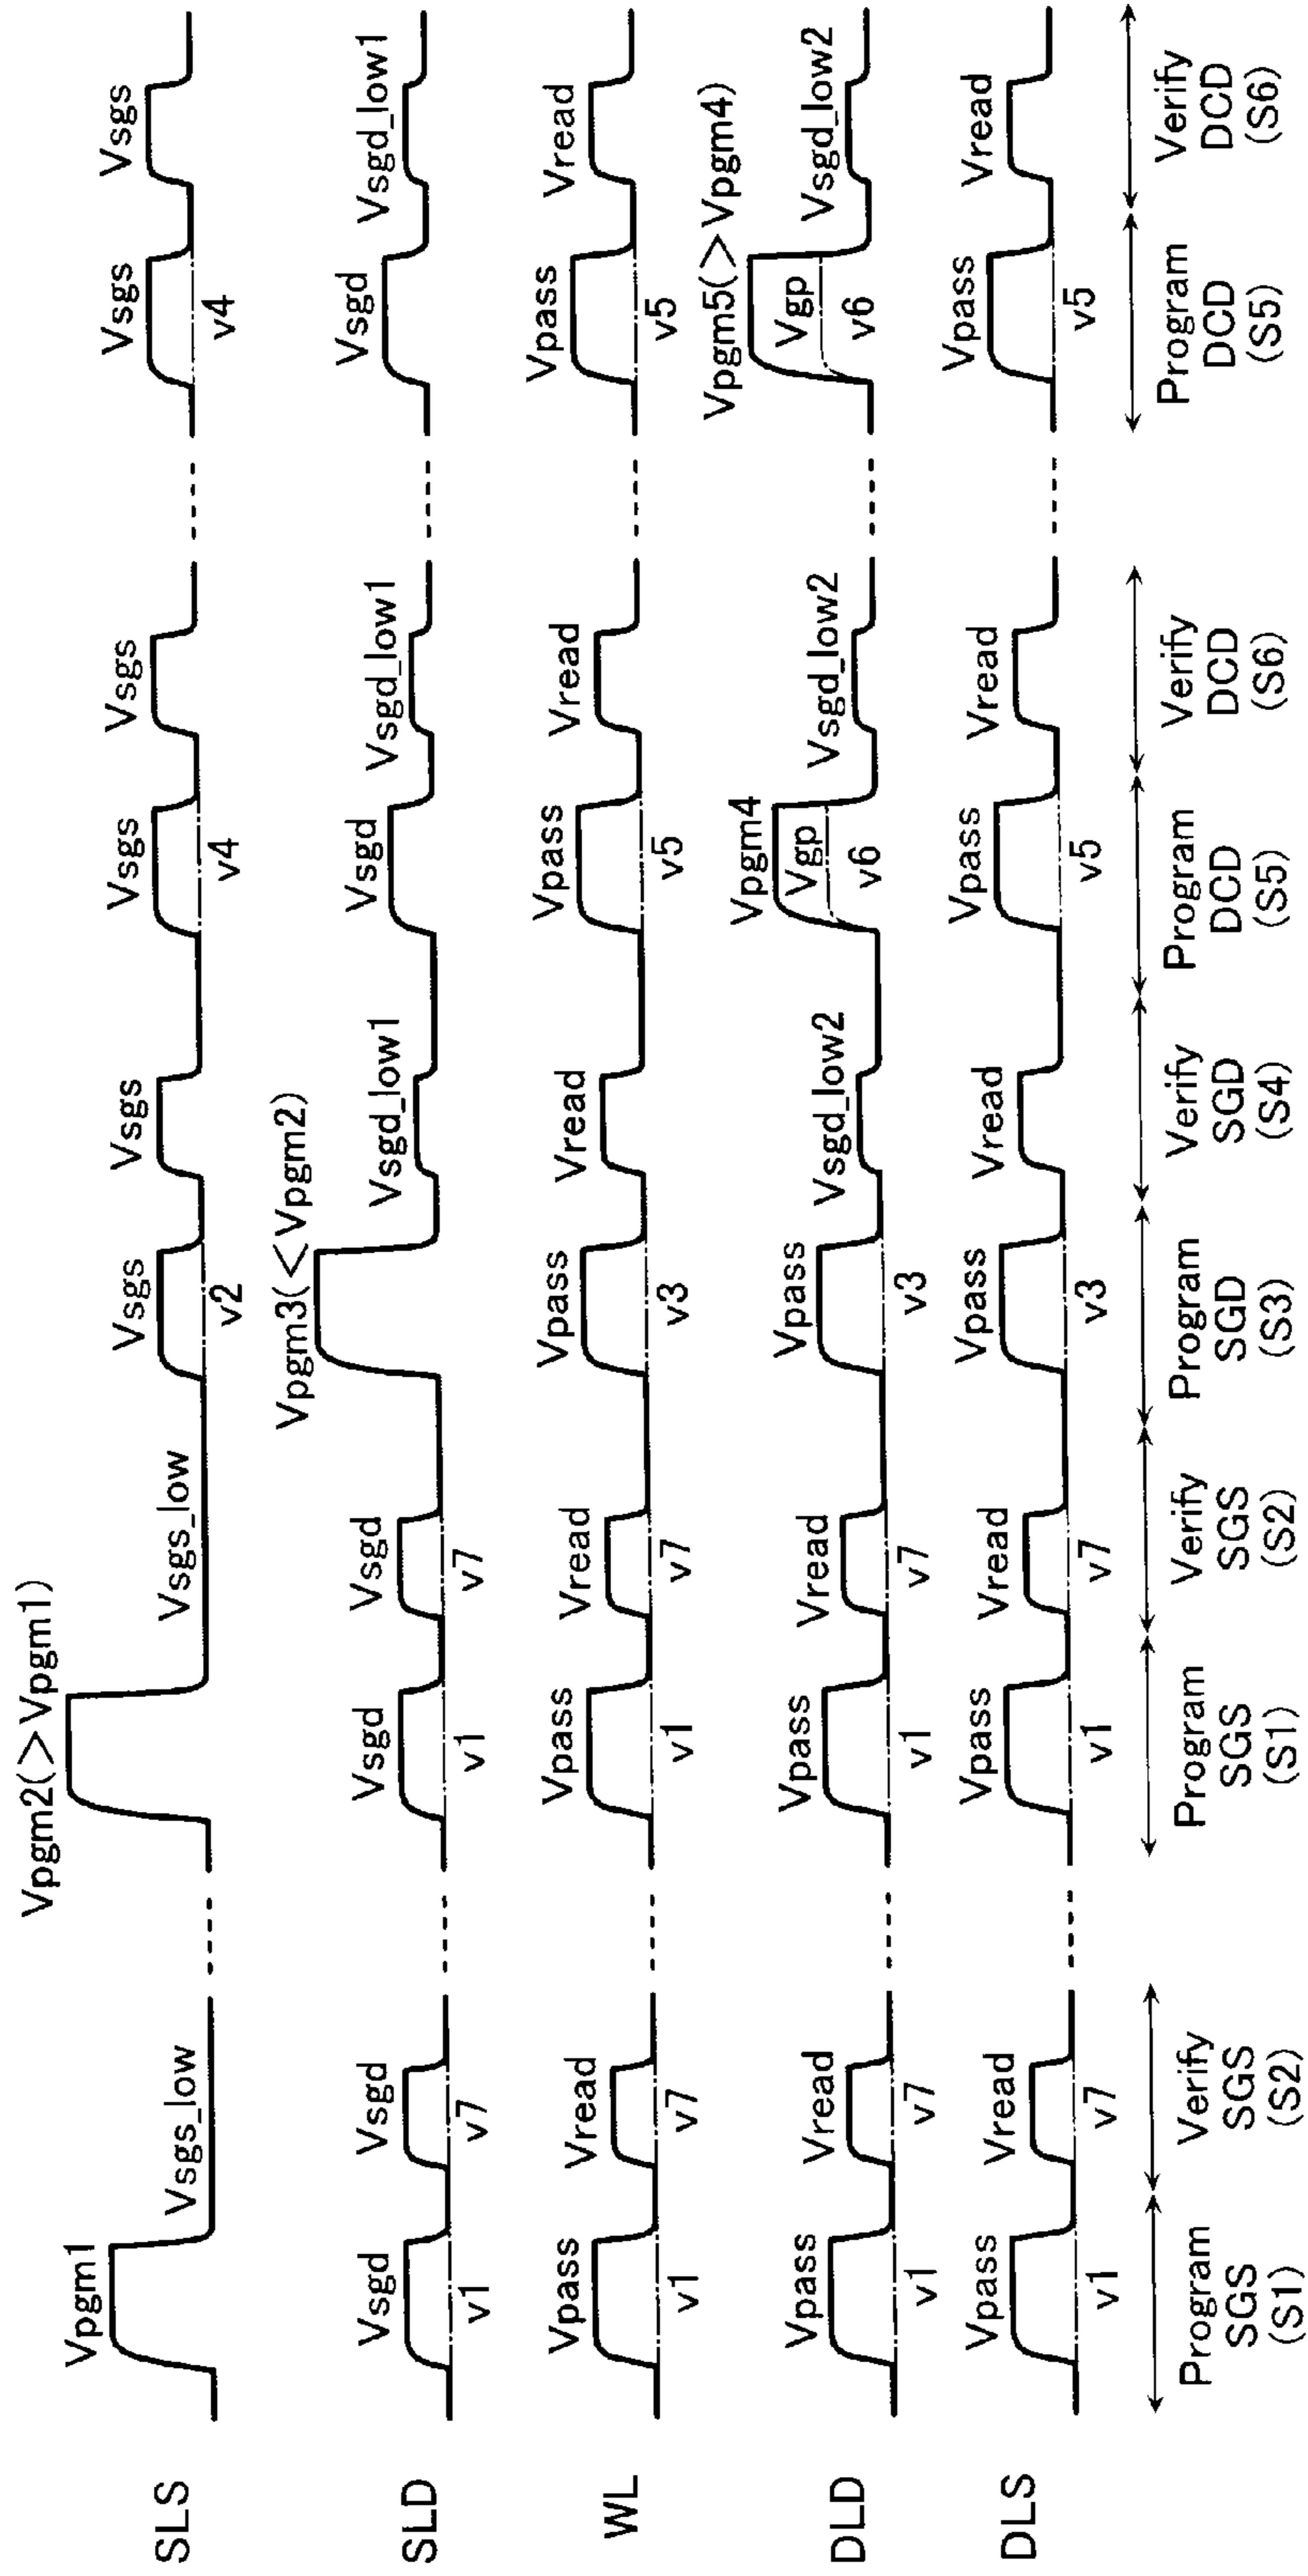 Vpgm2(>Vpgm1)
SLS Vpgm1 Vsgs_low Vsgs_low Vsgs Vsgs Vsgs Vsgs Vsgs Vsgs
v2 v4 v4
Vpgm3(<Vpgm2)
SLD Vsgd Vsgd Vsgd Vsgd Vsgd_low1 Vsgd Vsgd_low1 Vsgd Vsgd_low1
v1 v7 v1 v7
WL Vpass Vread Vpass Vread Vpass Vread Vpass Vread Vpass Vread
v1 v7 v1 v7 v3 v5 v5
Vpgm4 Vpgm5(>Vpgm4)
DLD Vpass Vread Vpass Vread Vpass Vsgd_low2 Vgp Vsgd_low2 Vgp Vsgd_low2
v1 v7 v1 v7 v3 v6 v6
DLS Vpass Vread Vpass Vread Vpass Vread Vpass Vread Vpass Vread
v1 v7 v1 v7 v3 v5 v5
Program Verify Program Verify Program Verify Program Verify Program Verify
SGS SGS SGS SGS SGD SGD DCD DCD DCD DCD
(S1) (S2) (S1) (S2) (S3) (S4) (S5) (S6) (S5) (S6)